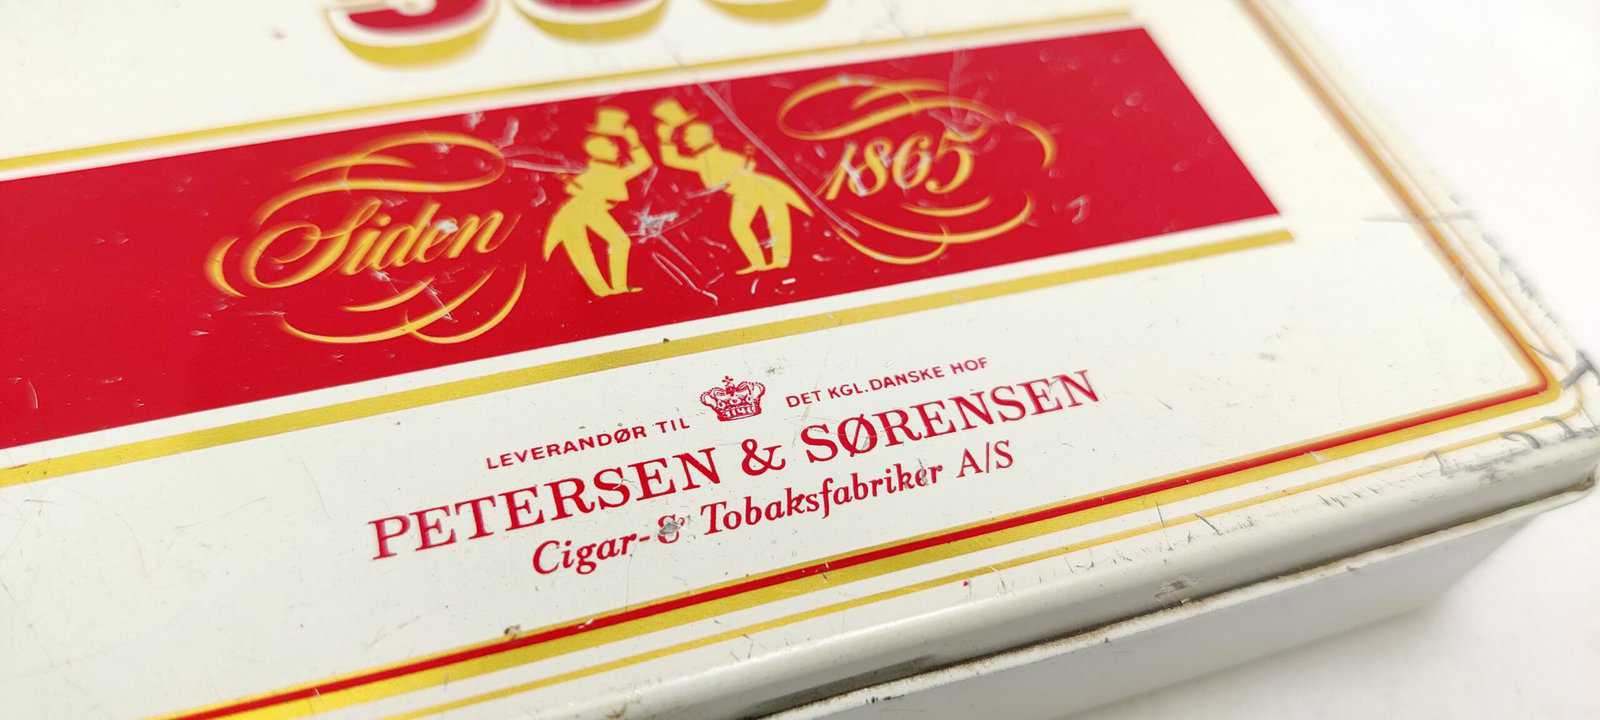 Siden 1865
LEVERANDØR TIL DET KGL. DANSKE HOF
PETERSEN & SØRENSEN
Cigar- & Tobaksfabriker A/S